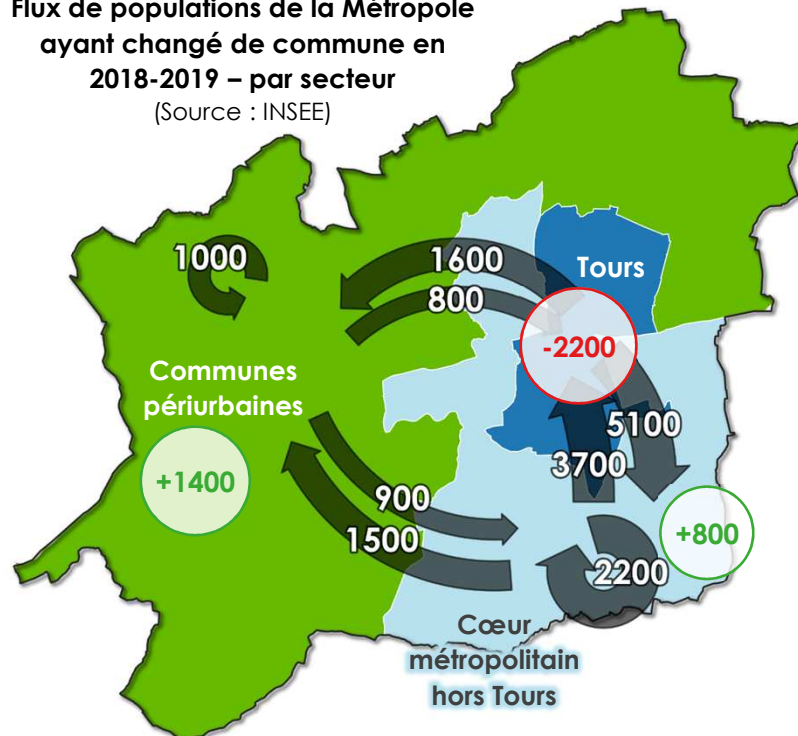 Flux de populations de la Métropole
ayant changé de commune en
2018-2019 – par secteur
(Source : INSEE)
1000
1600
800
Tours
-2200
Communes
périurbaines
+1400
5100
3700
900
1500
+800
2200
Cœur
métropolitain
hors Tours